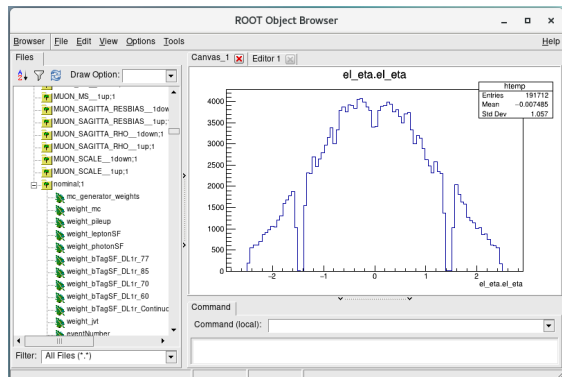 ROOT Object Browser
Browser File Edit View Options Tools Help
Files
Draw Option:
MUON_MS__1up;1
MUON_SAGITTA_RESBIAS__1dow
MUON_SAGITTA_RESBIAS__1up;
MUON_SAGITTA_RHO__1down;1
MUON_SAGITTA_RHO__1up;1
MUON_SCALE__1down;1
MUON_SCALE__1up;1
nominal;1
mc_generator_weights
weight_mc
weight_pileup
weight_leptonSF
weight_photonSF
weight_bTagSF_DL1r_77
weight_bTagSF_DL1r_85
weight_bTagSF_DL1r_70
weight_bTagSF_DL1r_60
weight_bTagSF_DL1r_Continuc
weight_jvt
eventNumber
Filter: All Files (*.*)
Canvas_1 Editor 1
el_eta.el_eta
htemp
Entries 191712
Mean −0.007485
Std Dev 1.057
4000
3500
3000
2500
2000
1500
1000
500
0
−2 −1 0 1 2
el_eta.el_eta
Command
Command (local):